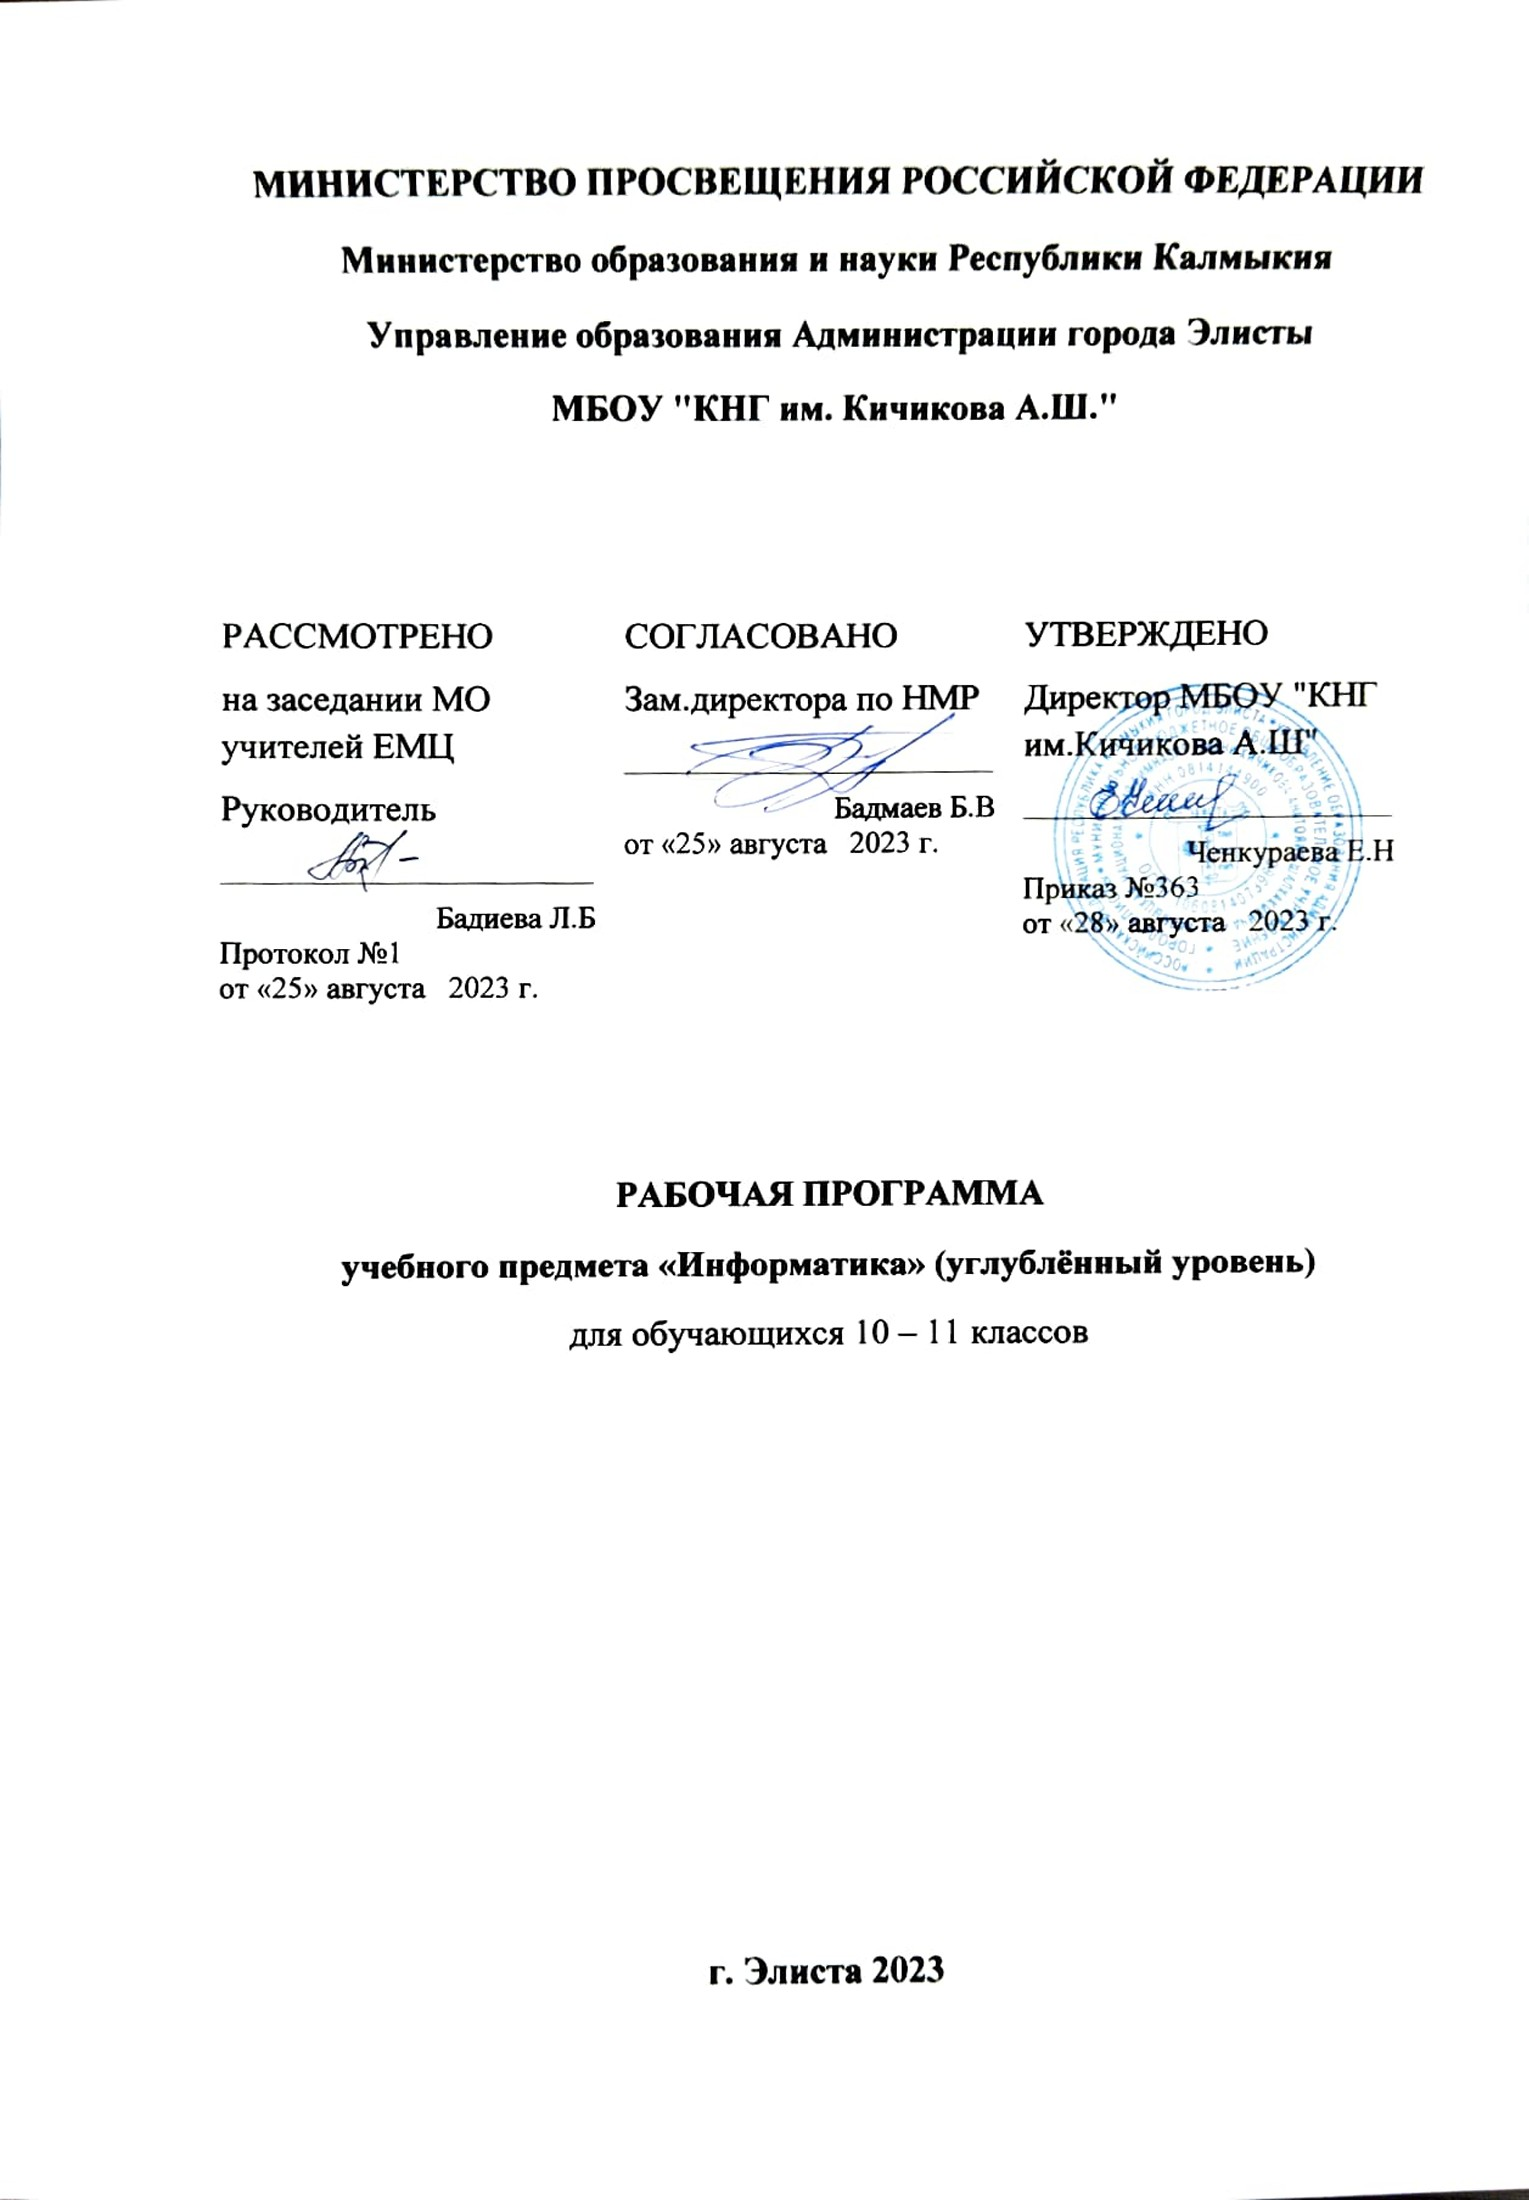 МИНИСТЕРСТВО ПРОСВЕЩЕНИЯ РОССИЙСКОЙ ФЕДЕРАЦИИ
Министерство образования и науки Республики Калмыкия
Управление образования Администрации города Элисты
МБОУ "КНГ им. Кичикова А.Ш."
РАССМОТРЕНО
на заседании МО
учителей ЕМЦ
Руководитель
Бадиева Л.Б
Протокол №1
от «25» августа 2023 г.
СОГЛАСОВАНО
Зам.директора по НМР
Бадмаев Б.В
от «25» августа 2023 г.
УТВЕРЖДЕНО
Директор МБОУ "КНГ
им.Кичикова А.Ш"
Ченкураева Е.Н
Приказ №363
от «28» августа 2023 г.
РАБОЧАЯ ПРОГРАММА
учебного предмета «Информатика» (углублённый уровень)
для обучающихся 10 – 11 классов
г. Элиста 2023